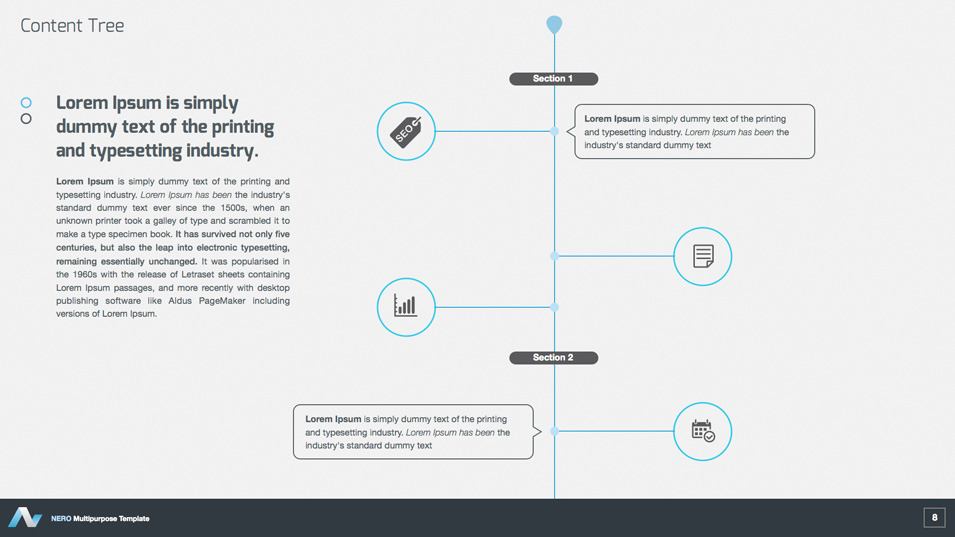 Content Tree
Lorem Ipsum is simply
dummy text of the printing
and typesetting industry.
Lorem Ipsum is simply dummy text of the printing and
typesetting industry. Lorem Ipsum has been the industry's
standard dummy text ever since the 1500s, when an
unknown printer took a galley of type and scrambled it to
make a type specimen book. It has survived not only five
centuries, but also the leap into electronic typesetting,
remaining essentially unchanged. It was popularised in
the 1960s with the release of Letraset sheets containing
Lorem Ipsum passages, and more recently with desktop
publishing software like Aldus PageMaker including
versions of Lorem Ipsum.
Section 1
SEO
Lorem Ipsum is simply dummy text of the printing
and typesetting industry. Lorem Ipsum has been the
industry's standard dummy text
Section 2
Lorem Ipsum is simply dummy text of the printing
and typesetting industry. Lorem Ipsum has been the
industry's standard dummy text
NERO Multipurpose Template
8